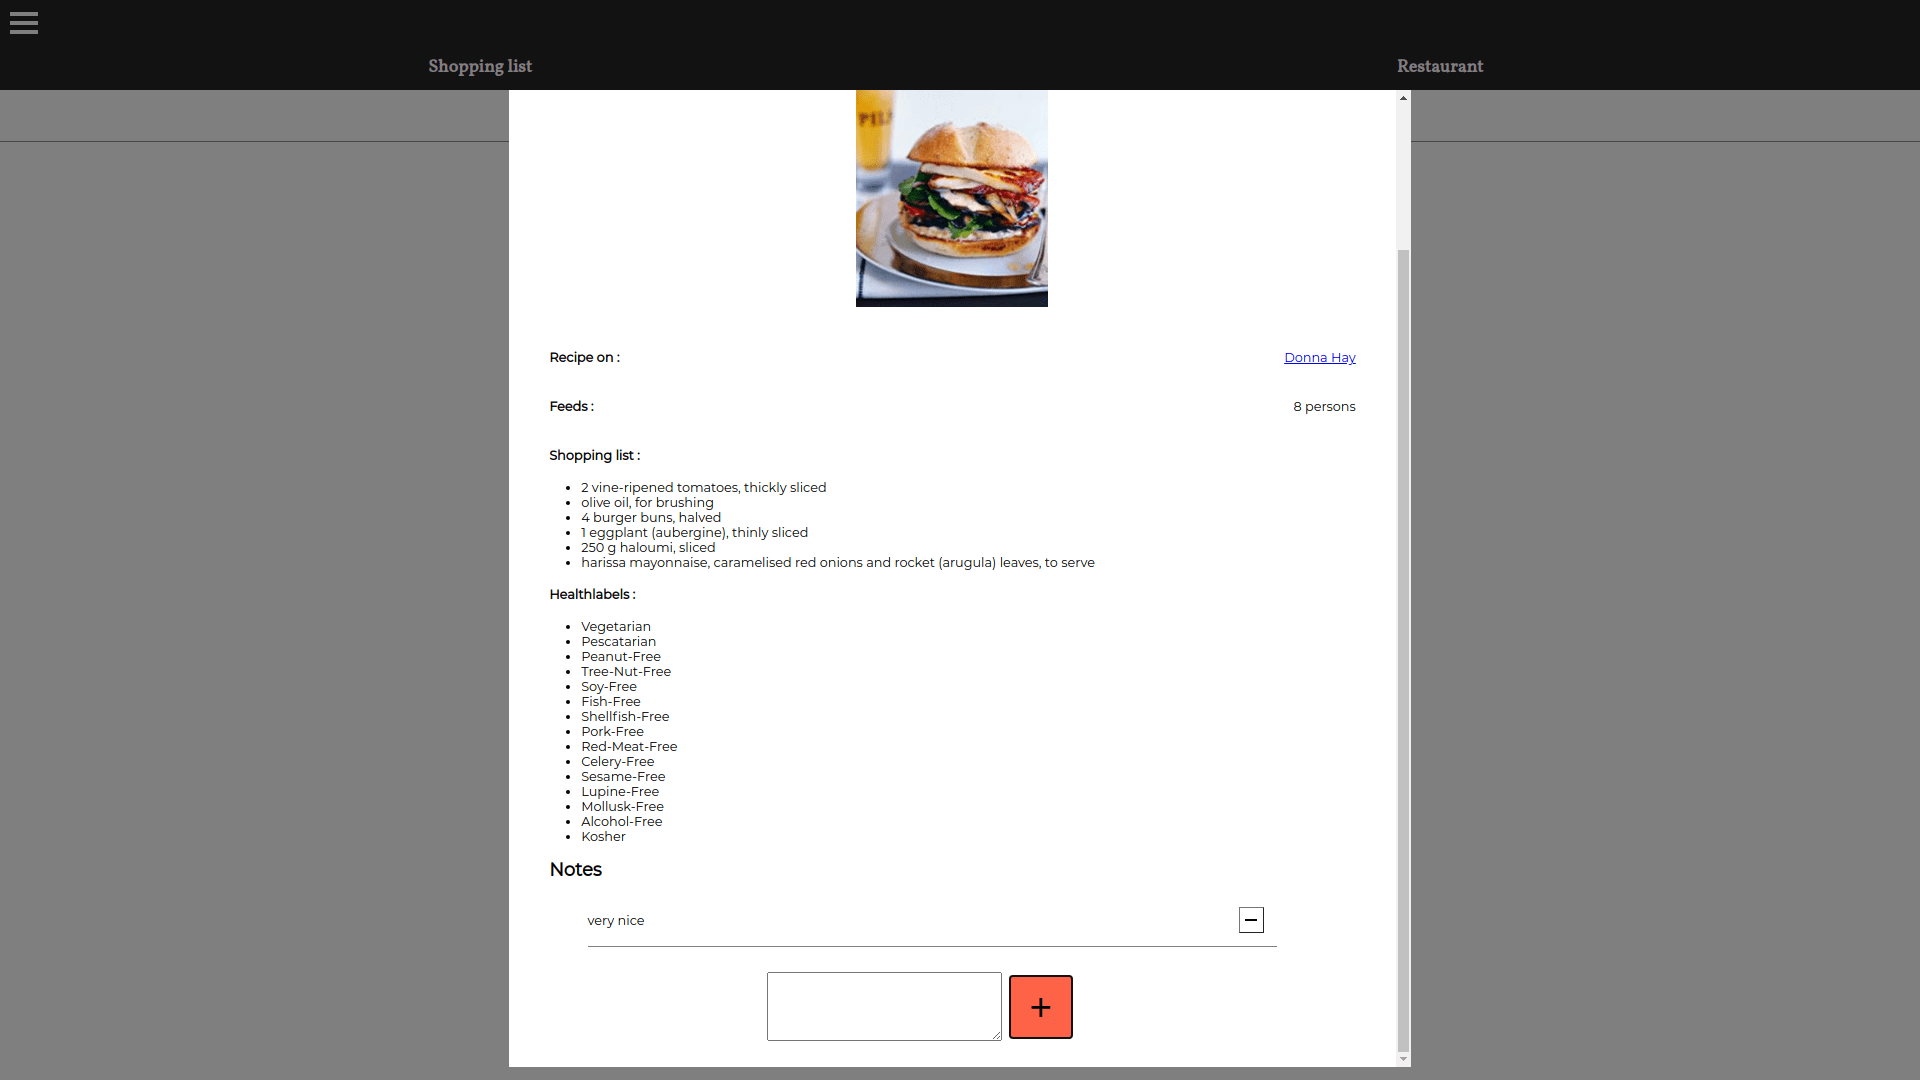 Shopping list
Restaurant
PILS
Recipe on :
Donna Hay
Feeds :
8 persons
Shopping list :
2 vine-ripened tomatoes, thickly sliced
olive oil, for brushing
4 burger buns, halved
1 eggplant (aubergine), thinly sliced
250 g haloumi, sliced
harissa mayonnaise, caramelised red onions and rocket (arugula) leaves, to serve
Healthlabels :
Vegetarian
Pescatarian
Peanut-Free
Tree-Nut-Free
Soy-Free
Fish-Free
Shellfish-Free
Pork-Free
Red-Meat-Free
Celery-Free
Sesame-Free
Lupine-Free
Mollusk-Free
Alcohol-Free
Kosher
Notes
very nice